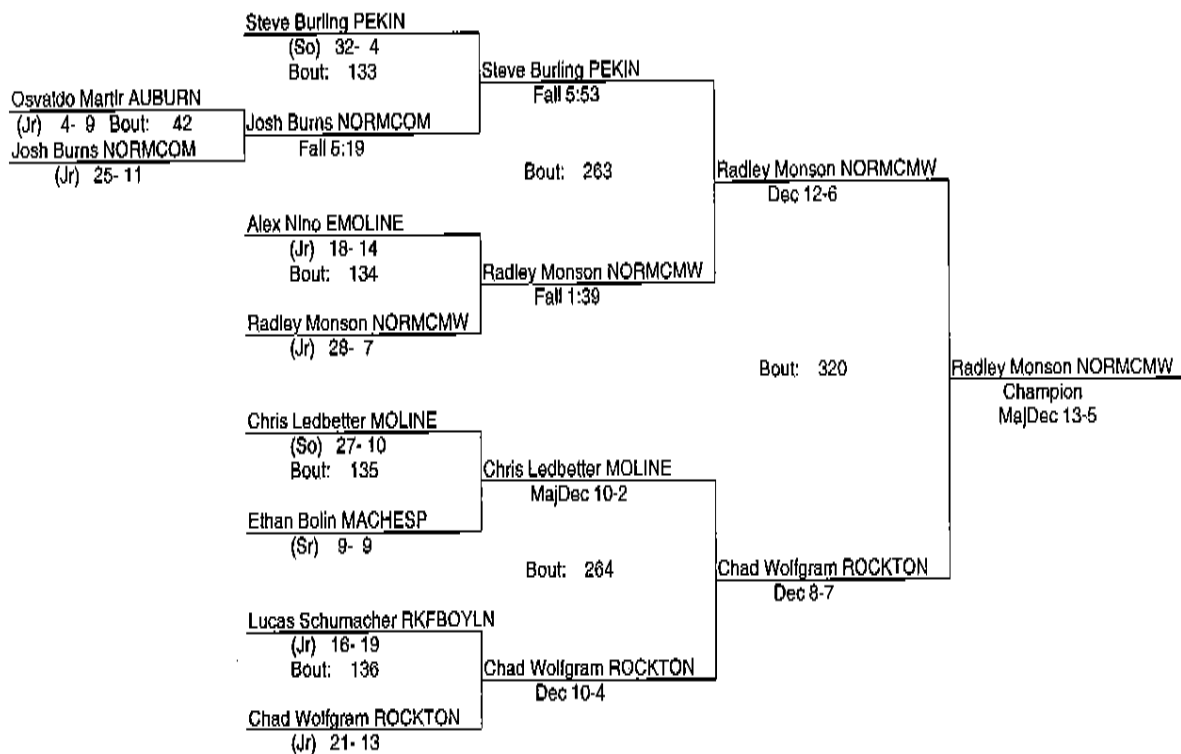 Steve Burling PEKIN
(So) 32- 4
Bout: 133
Steve Burling PEKIN
Fall 5:53
Osvaldo Martir AUBURN
(Jr) 4- 9 Bout: 42
Josh Burns NORMCOM
Fall 5:19
Josh Burns NORMCOM
(Jr) 25- 11
Bout: 263
Radley Monson NORMCMW
Dec 12-6
Alex Nino EMOLINE
(Jr) 18- 14
Bout: 134
Radley Monson NORMCMW
Fall 1:39
Radley Monson NORMCMW
(Jr) 28- 7
Bout: 320
Radley Monson NORMCMW
Champion
MajDec 13-5
Chris Ledbetter MOLINE
(So) 27- 10
Bout: 135
Chris Ledbetter MOLINE
MajDec 10-2
Ethan Bolin MACHESP
(Sr) 9- 9
Bout: 264
Chad Wolfgram ROCKTON
Dec 8-7
Lucas Schumacher RKFBOYLN
(Jr) 16- 19
Bout: 136
Chad Wolfgram ROCKTON
Dec 10-4
Chad Wolfgram ROCKTON
(Jr) 21- 13